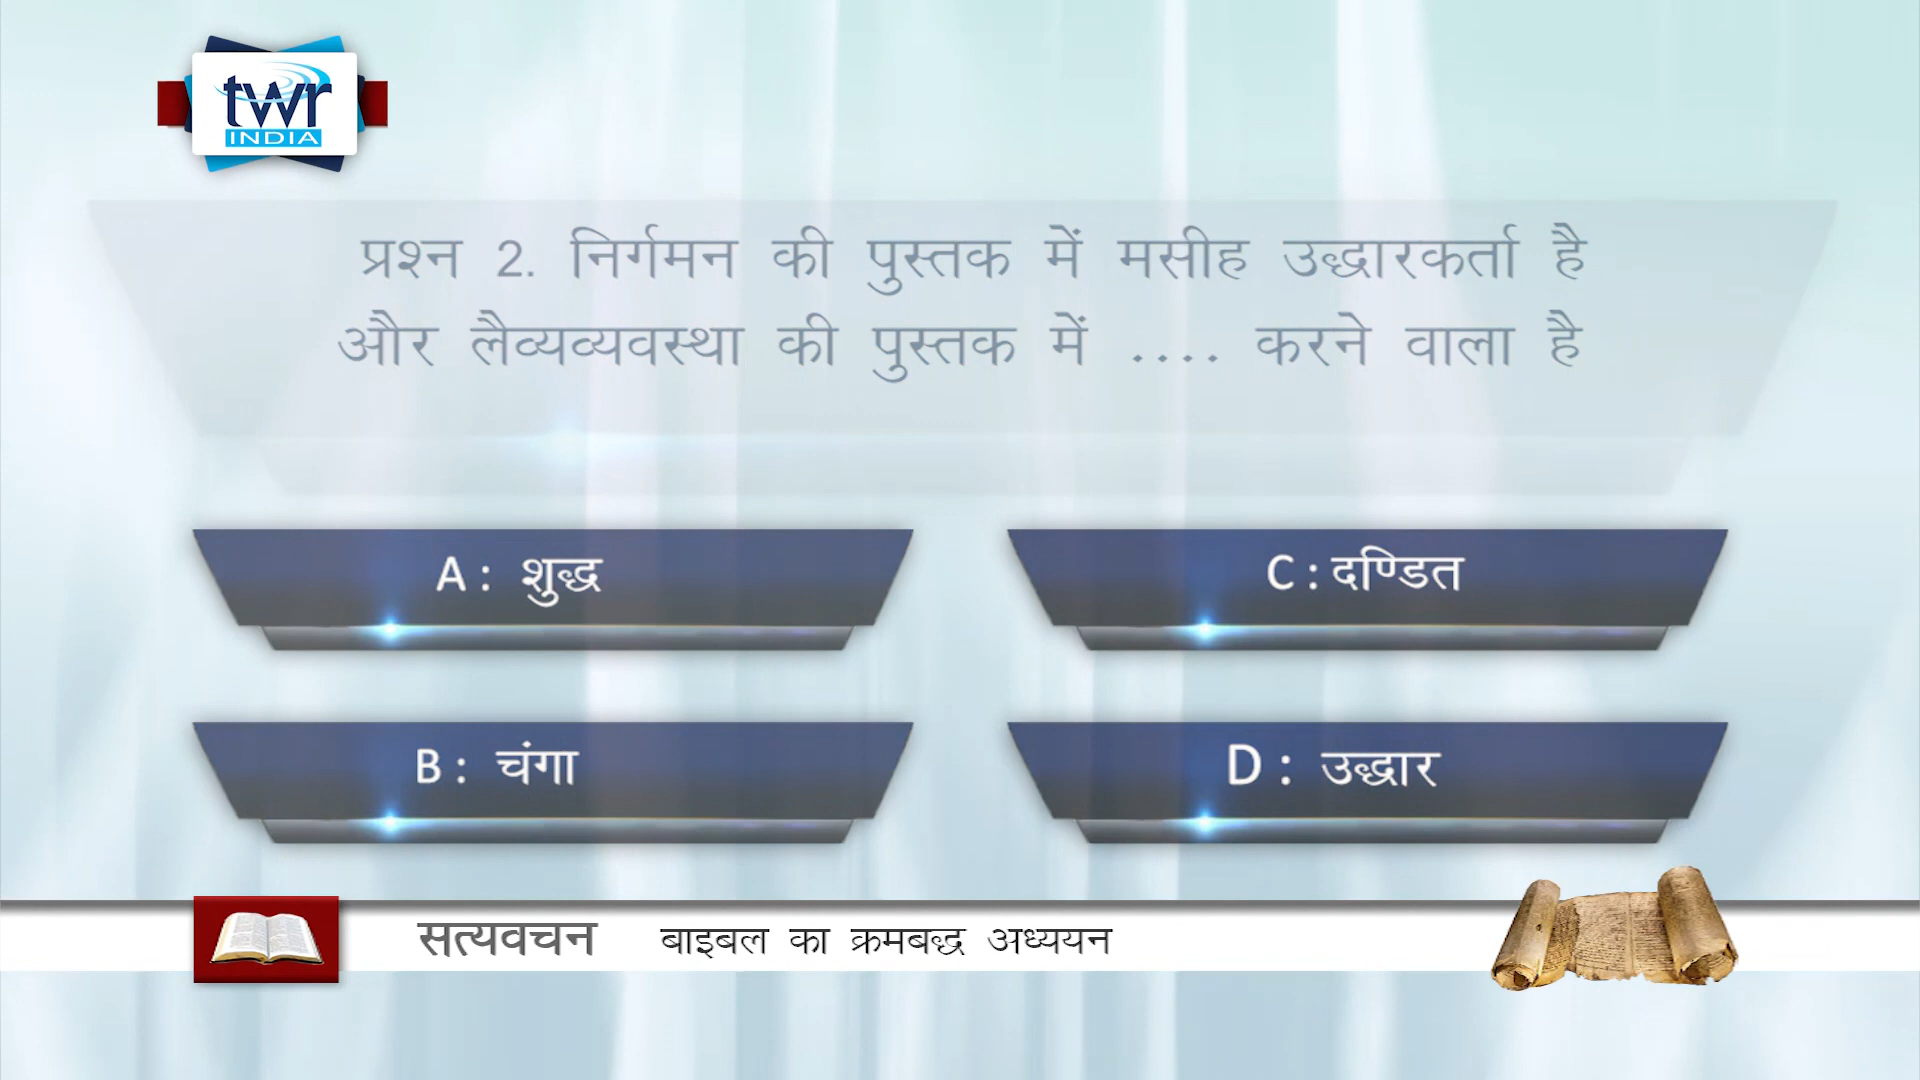 twr
INDIA
प्रश्न 2. निर्गमन की पुस्तक में मसीह उद्धारकर्ता है
और लैव्यव्यवस्था की पुस्तक में .... करने वाला है
A : शुद्ध
C : दण्डित
B : चंगा
D : उद्धार
सत्यवचन बाइबल का क्रमबद्ध अध्ययन